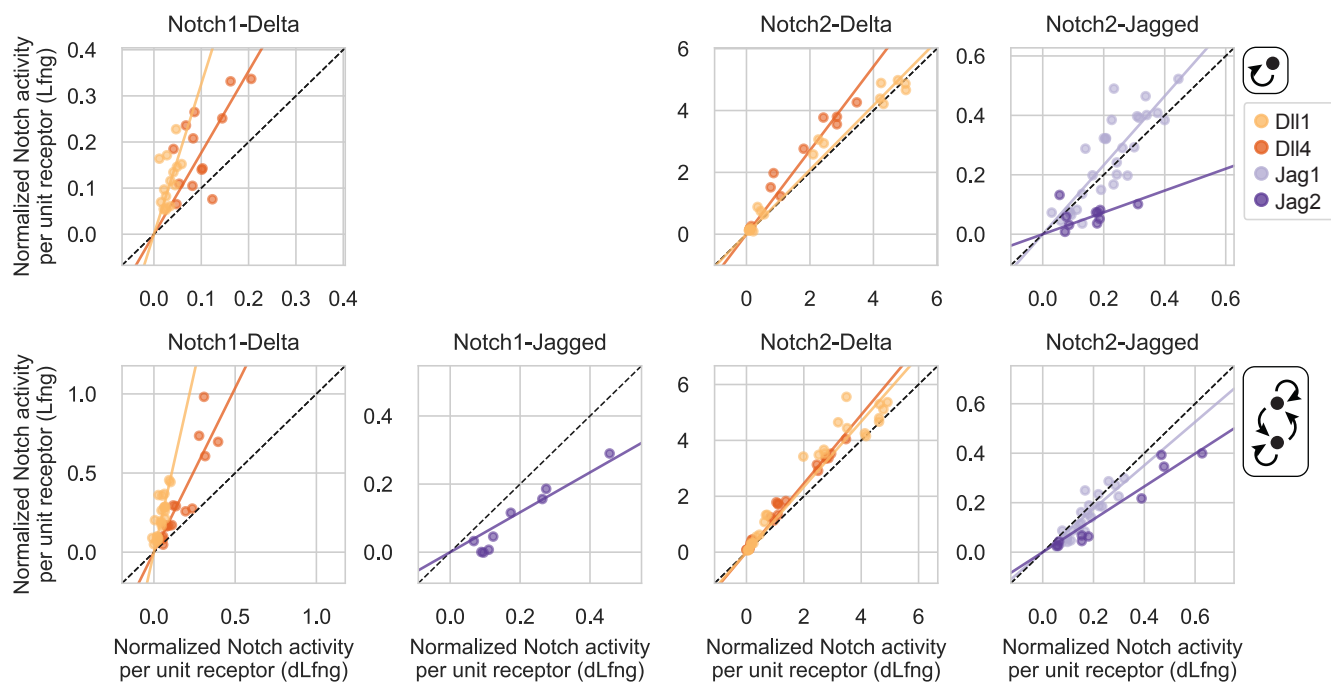 Notch1-Delta
Notch2-Delta
Notch2-Jagged
Normalized Notch activity
per unit receptor (Lfng)
0.4
0.3
0.2
0.1
0.0
0.0
0.1
0.2
0.3
0.4
6
4
2
0
0
2
4
6
0.6
0.4
0.2
0.0
0.0
0.2
0.4
0.6
Dll1
Dll4
Jag1
Jag2
Notch1-Delta
Notch1-Jagged
Notch2-Delta
Notch2-Jagged
Normalized Notch activity
per unit receptor (Lfng)
1.0
0.5
0.0
0.0
0.5
1.0
0.4
0.2
0.0
0.0
0.2
0.4
6
4
2
0
0
2
4
6
0.6
0.4
0.2
0.0
0.0
0.2
0.4
0.6
Normalized Notch activity
per unit receptor (dLfng)
Normalized Notch activity
per unit receptor (dLfng)
Normalized Notch activity
per unit receptor (dLfng)
Normalized Notch activity
per unit receptor (dLfng)